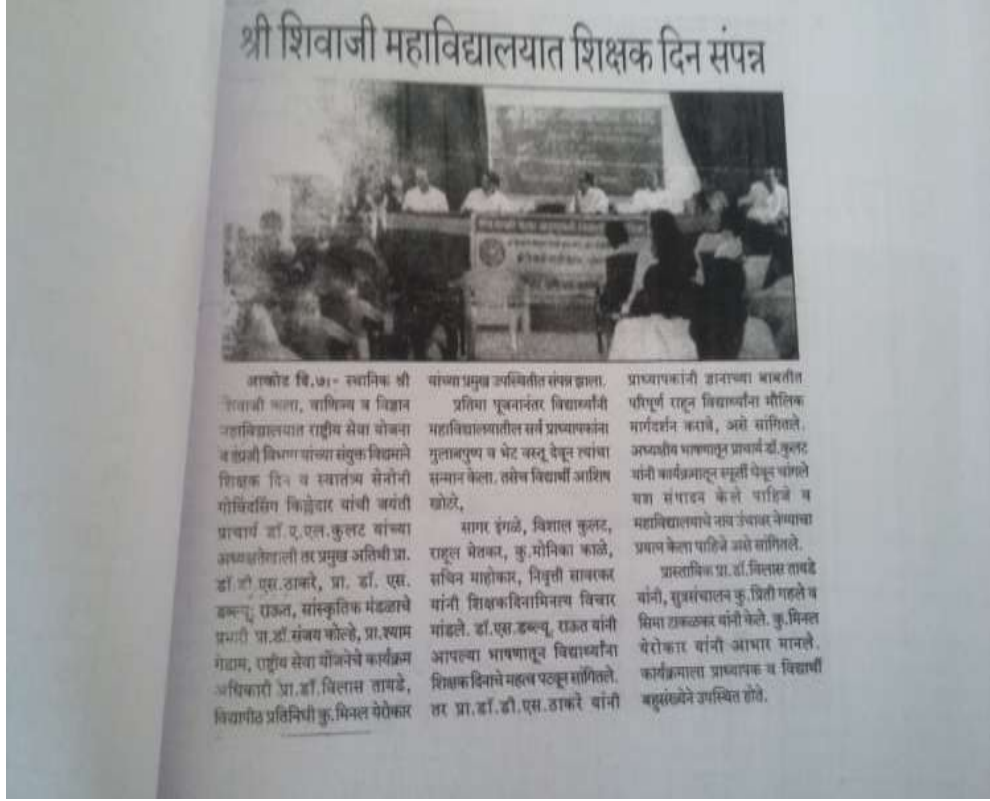 श्री शिवाजी महाविद्यालयात शिक्षक दिन संपन्न
आकोट दि.७।- स्थानिक श्री
शिवाजी कला, वाणिज्य व विज्ञान
महाविद्यालयात राष्ट्रीय सेवा योजना
व इंग्रजी विभाग यांच्या संयुक्त विद्यमाने
शिक्षक दिन व स्वातंत्र्य सेनोनी
गोविंदसिंग किल्लेदार यांची जयंती
प्राचार्य डॉ ए.एल.कुलट यांच्या
अध्यक्षतेखाली तर प्रमुख अतिथी प्रा.
डॉ डी.एस.ठाकरे, प्रा. डॉ. एस.
डब्ल्यू. राऊत, सांस्कृतिक मंडळाचे
प्रभारी प्रा.डॉ.संजय कोल्हे, प्रा.श्याम
गेडाम, राष्ट्रीय सेवा योजनेचे कार्यक्रम
अधिकारी प्रा.डॉ.विलास तायडे,
विद्यापीठ प्रतिनिधी कु.मिनल येरोकार
यांच्या प्रमुख उपस्थितीत संपन्न झाला.
प्रतिमा पूजनानंतर विद्यार्थ्यांनी
महाविद्यालयातील सर्व प्राध्यापकांना
गुलाबपुष्प व भेट वस्तू देवून त्यांचा
सन्मान केला. तसेच विद्यार्थी आशिष
खोटरे,
सागर इंगळे, विशाल कुलट,
राहूल भेतकर, कु.मोनिका काळे,
सचिन माहोकार, निवृत्ती सावरकर
यांनी शिक्षकदिनामित्त्य विचार
मांडले. डॉ.एस.डब्ल्यू. राऊत यांनी
आपल्या भाषणातून विद्यार्थ्यांना
शिक्षक दिनाचे महत्व पटवून सांगितले.
तर प्रा.डॉ.डी.एस.ठाकरे यांनी
प्राध्यापकांनी ज्ञानाच्या बाबतीत
परिपूर्ण राहून विद्यार्थ्यांना मौलिक
मार्गदर्शन करावे, असे सांगितले.
अध्यक्षीय भाषणातून प्राचार्य डॉ.कुलट
यांनी कार्यक्रमातून स्फूर्ती घेवून चांगले
यश संपादन केले पाहिजे व
महाविद्यालयाचे नाव उंचावर नेण्याचा
प्रयत्न केला पाहिजे असे सांगितले.
प्रास्ताविक प्रा.डॉ.विलास तायडे
यांनी, सुत्रसंचालन कु.प्रिती गहले व
सिमा टाकळकर यांनी केले. कु.मिनल
येरोकार यांनी आभार मानले.
कार्यक्रमाला प्राध्यापक व विद्यार्थी
बहुसंख्येने उपस्थित होते.